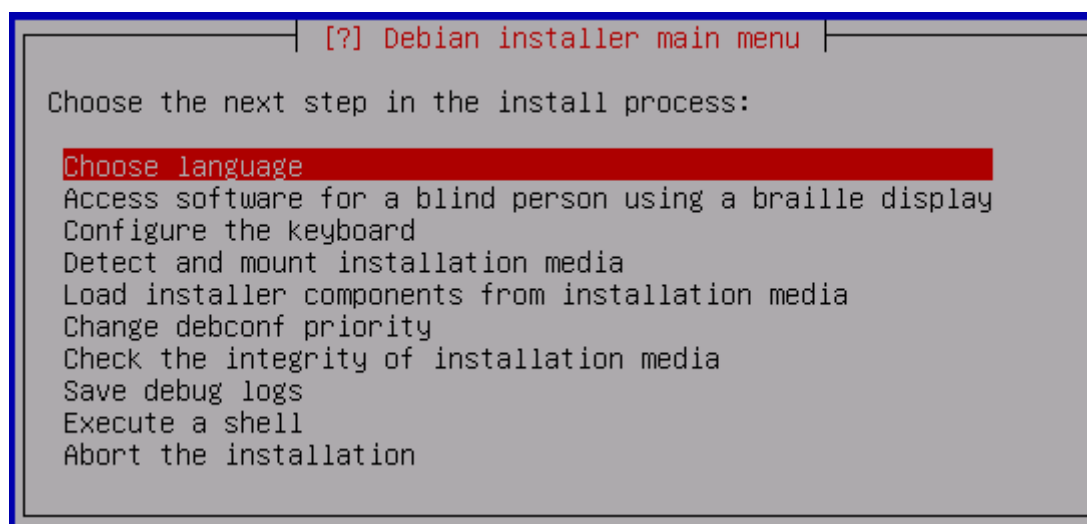 [?] Debian installer main menu
Choose the next step in the install process:
Choose language
Access software for a blind person using a braille display
Configure the keyboard
Detect and mount installation media
Load installer components from installation media
Change debconf priority
Check the integrity of installation media
Save debug logs
Execute a shell
Abort the installation